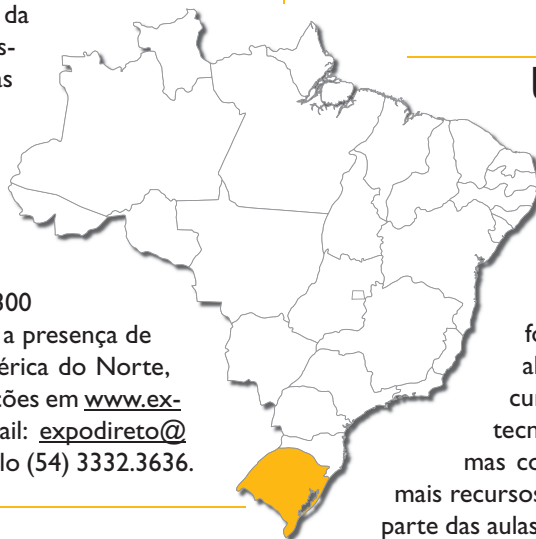 da
s-
as
300
a presença de
érica do Norte,
ções em www.ex-
ail: expodireto@
lo (54) 3332.3636.
fo
al
cur
tecn
mas co
mais recursos
parte das aulas